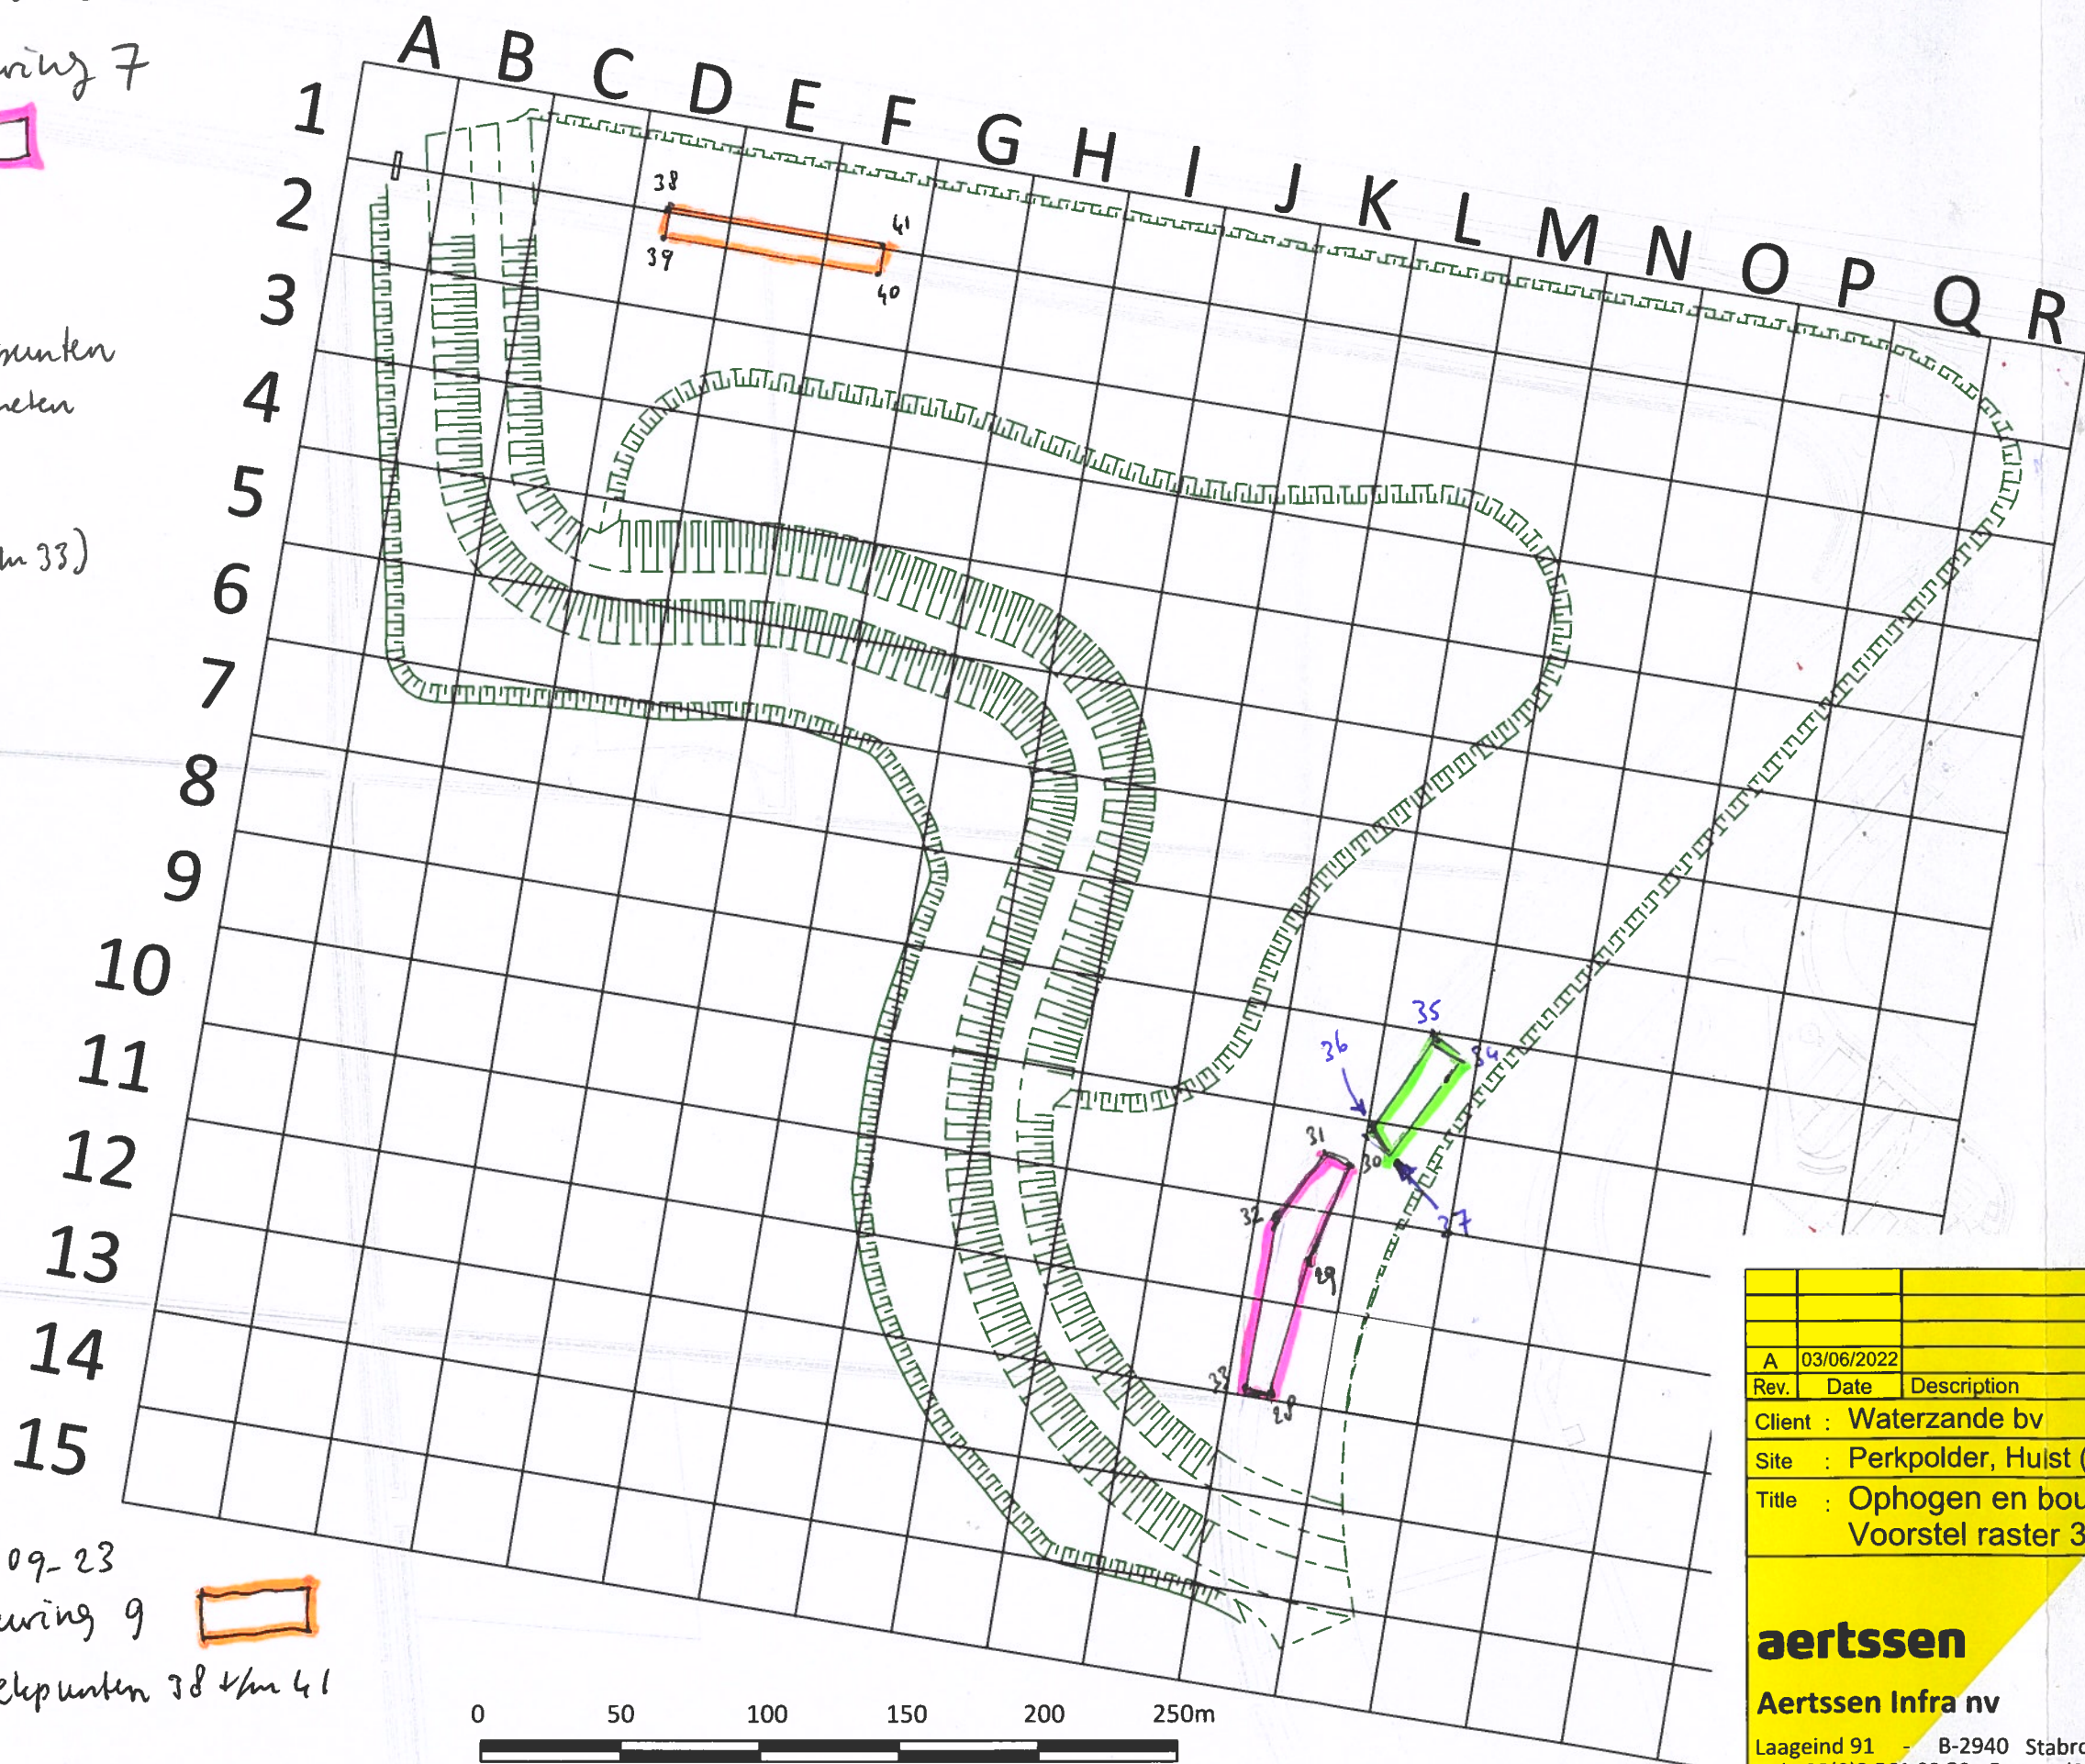 7
A B C D E F G H I J K L M N O P Q R
1
2
3
4
5
6
7
8
9
10
11
12
13
14
15
38
41
39
40
33)
35
34
36
31
30
37
32
29
33
28
09-23
9
38 t/m 41
0 50 100 150 200 250m
A 03/06/2022
Rev. Date Description
Client : Waterzande bv
Site : Perkpolder, Hulst (
Title : Ophogen en bou
Voorstel raster 3
aertssen
Aertssen Infra nv
Laageind 91 - B-2940 Stabro